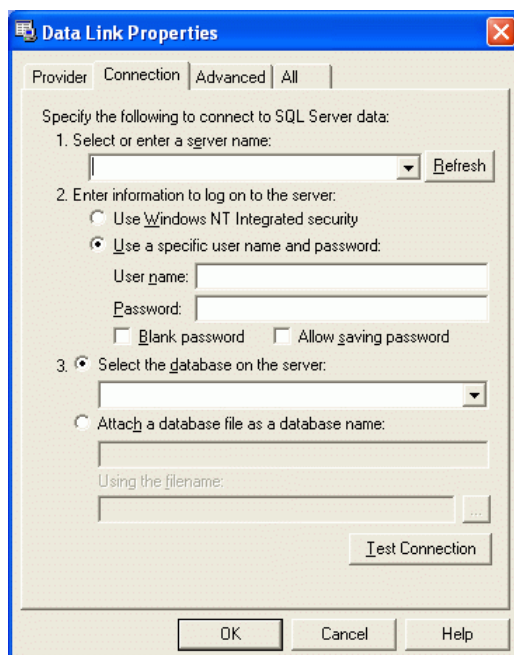 Data Link Properties
Provider Connection Advanced All
Specify the following to connect to SQL Server data:
1. Select or enter a server name:
Refresh
2. Enter information to log on to the server:
Use Windows NT Integrated security
Use a specific user name and password:
User name:
Password:
Blank password Allow saving password
3. Select the database on the server:
Attach a database file as a database name:
Using the filename:
...
Test Connection
OK Cancel Help